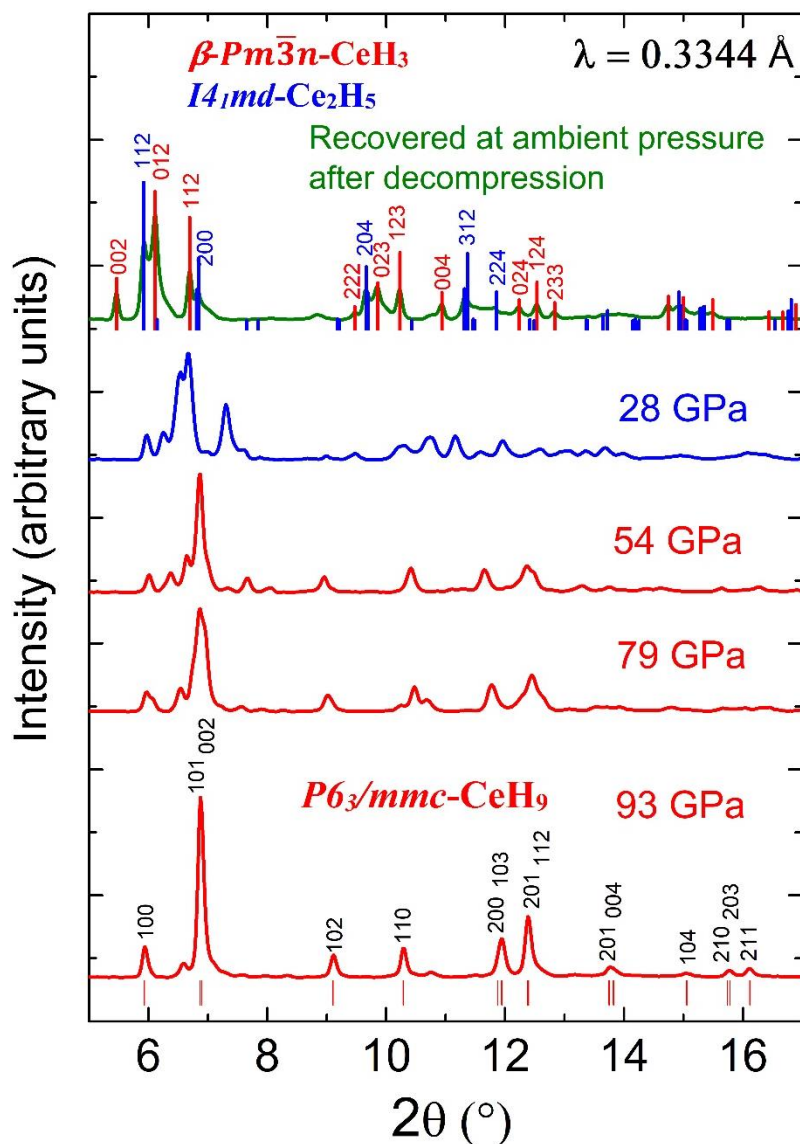 β-Pm3̅n-CeH₃
λ = 0.3344 Å
I4₁md-Ce₂H₅
Recovered at ambient pressure
after decompression
002
112
012
112
200
222
204
023
123
004
312
224
024
124
233
28 GPa
54 GPa
79 GPa
93 GPa
P6₃/mmc-CeH₉
100
101 002
102
110
200 103
201 112
201 004
104
210 203
211
6 8 10 12 14 16
2θ (°)
Intensity (arbitrary units)